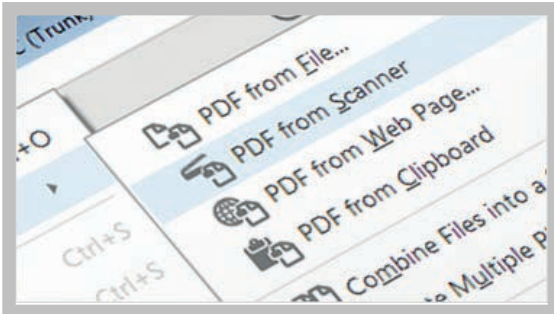 C (Trunk)
PDF from File...
PDF from Scanner
PDF from Web Page...
PDF from Clipboard
Combine Files into a
Multiple
Ctrl+S
Ctrl+S